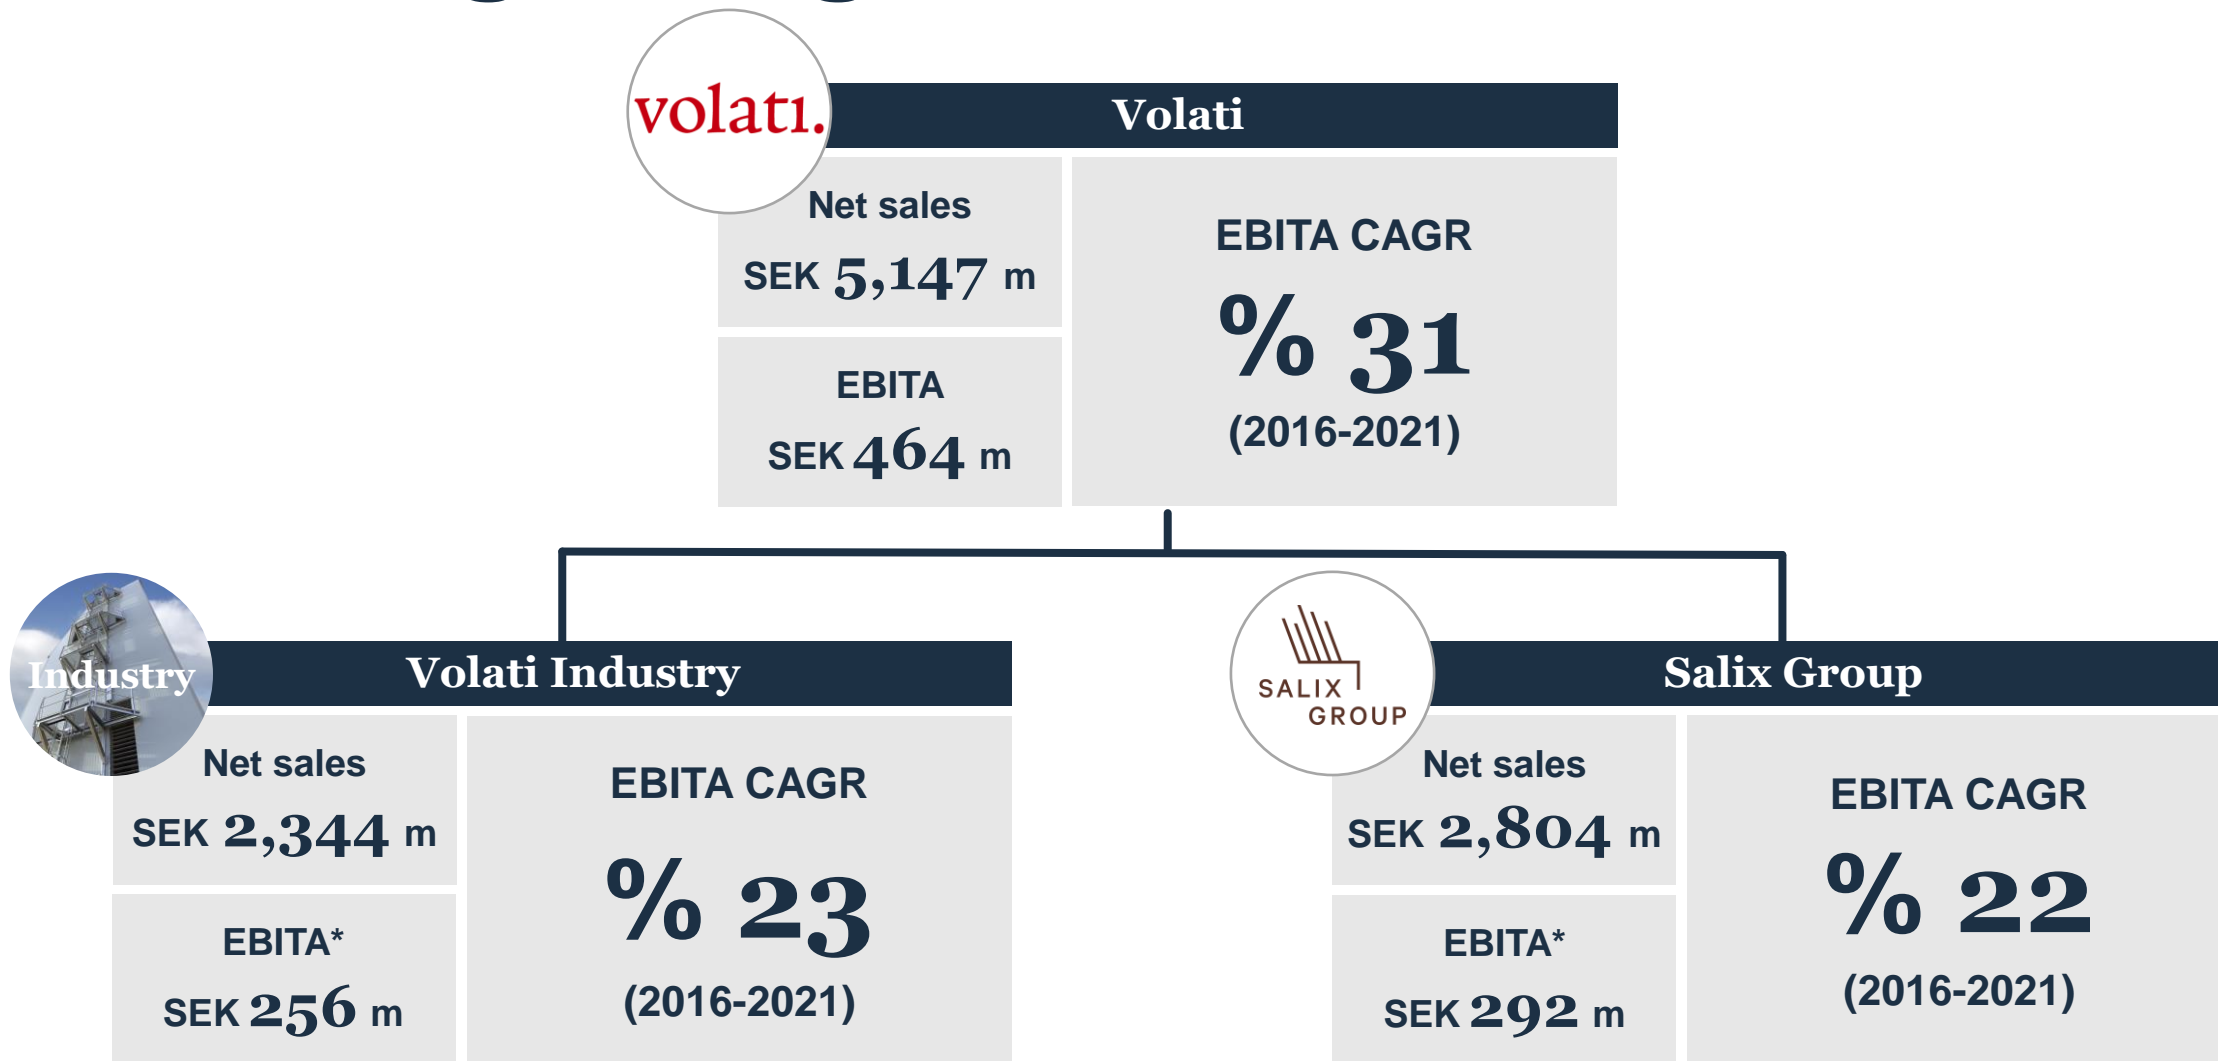 volati.
Volati
Net sales
SEK 5,147 m
EBITA CAGR
% 31
(2016-2021)
EBITA
SEK 464 m
Industry
Volati Industry
Net sales
SEK 2,344 m
EBITA CAGR
% 23
(2016-2021)
EBITA*
SEK 256 m
SALIX
GROUP
Salix Group
Net sales
SEK 2,804 m
EBITA CAGR
% 22
(2016-2021)
EBITA*
SEK 292 m